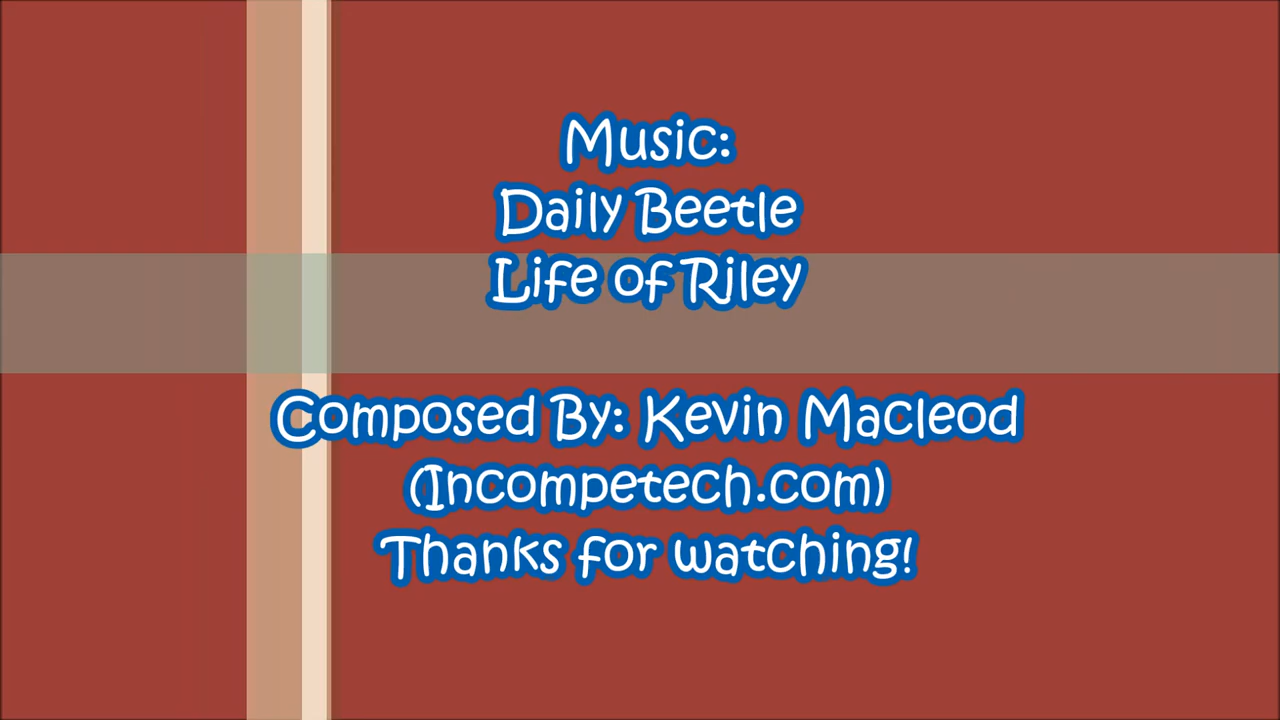 Music:
Daily Beetle
Life of Riley
Composed By: Kevin Macleod
(Incompetech.com)
Thanks for watching!